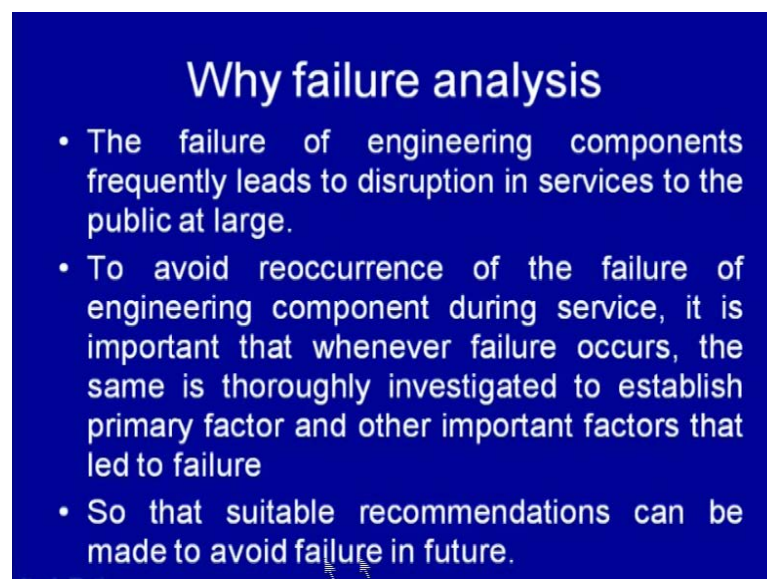 Why failure analysis
• The failure of engineering components
frequently leads to disruption in services to the
public at large.
• To avoid reoccurrence of the failure of
engineering component during service, it is
important that whenever failure occurs, the
same is thoroughly investigated to establish
primary factor and other important factors that
led to failure
• So that suitable recommendations can be
made to avoid failure in future.